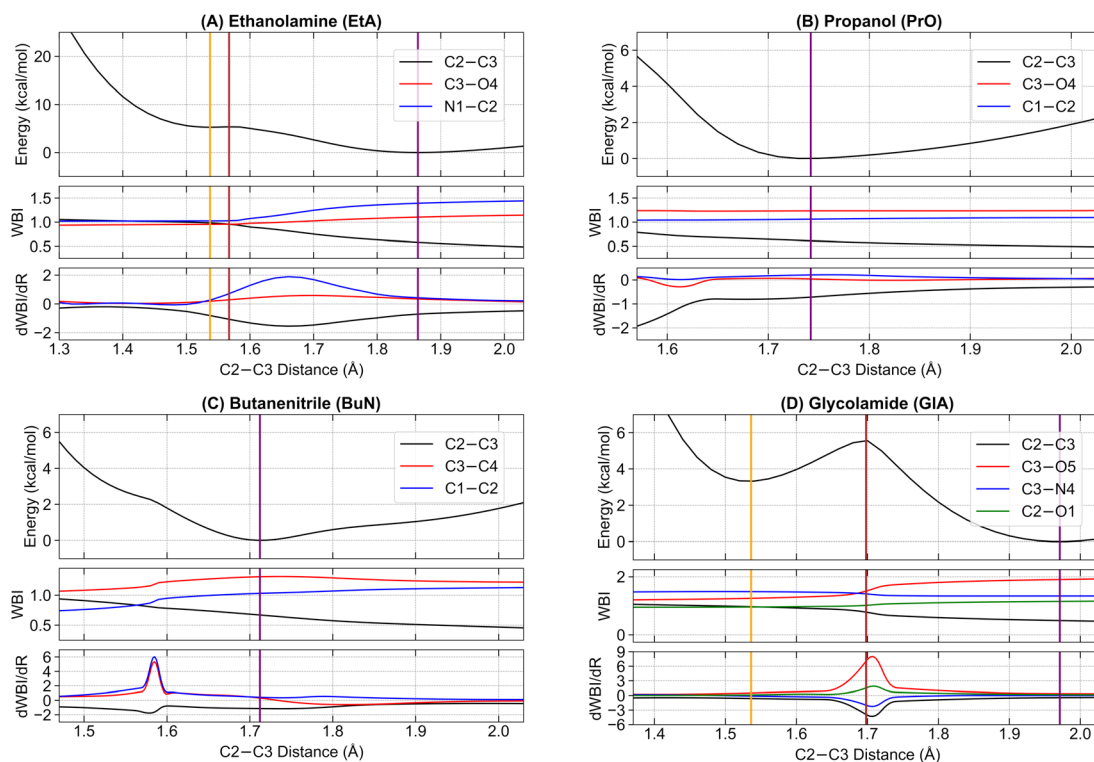 (A) Ethanolamine (EtA)
Energy (kcal/mol)
20
10
0
C2−C3
C3−O4
N1−C2
WBI
1.5
1.0
0.5
dWBI/dR
2
0
−2
1.3 1.4 1.5 1.6 1.7 1.8 1.9 2.0
C2−C3 Distance (Å)
(B) Propanol (PrO)
Energy (kcal/mol)
6
4
2
0
C2−C3
C3−O4
C1−C2
WBI
1.5
1.0
0.5
dWBI/dR
0
−1
−2
1.6 1.7 1.8 1.9 2.0
C2−C3 Distance (Å)
(C) Butanenitrile (BuN)
Energy (kcal/mol)
6
4
2
0
C2−C3
C3−C4
C1−C2
WBI
1.0
0.5
dWBI/dR
6
4
2
0
−2
1.5 1.6 1.7 1.8 1.9 2.0
C2−C3 Distance (Å)
(D) Glycolamide (GlA)
Energy (kcal/mol)
6
4
2
0
C2−C3
C3−O5
C3−N4
C2−O1
WBI
2
0
dWBI/dR
9
6
3
0
−3
−6
1.4 1.5 1.6 1.7 1.8 1.9 2.0
C2−C3 Distance (Å)